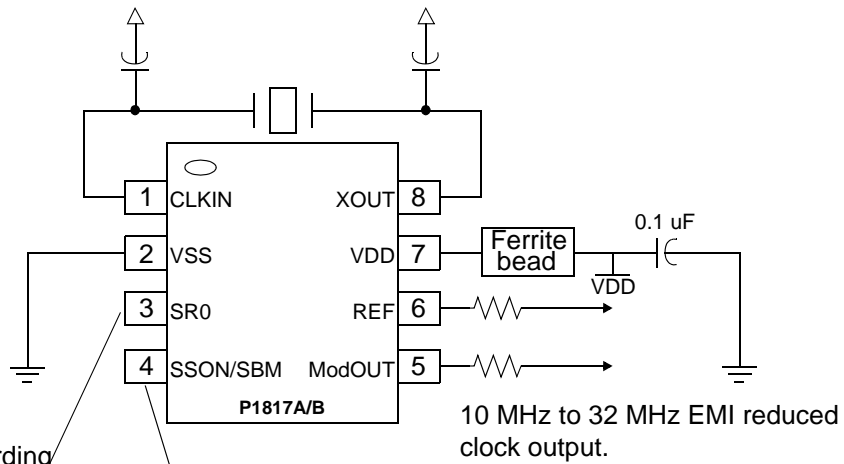 1 CLKIN XOUT 8
0.1 uF
2 VSS VDD 7 Ferrite bead
VDD
3 SR0 REF 6
4 SSON/SBM ModOUT 5
P1817A/B
10 MHz to 32 MHz EMI reduced
clock output.